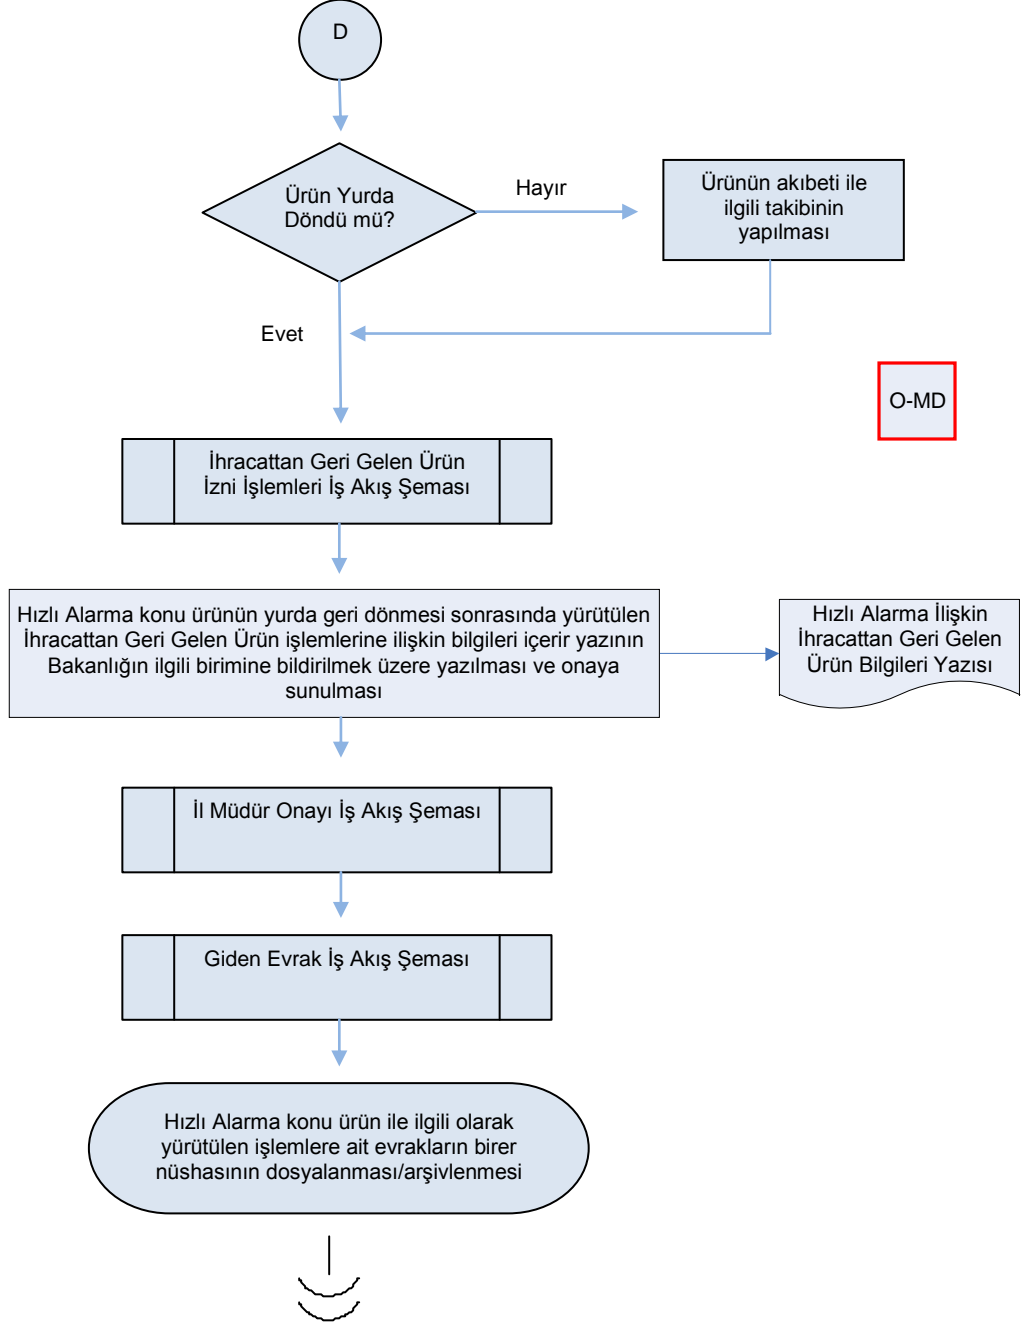 D
Ürün Yurda
Döndü mü?
Hayır
Ürünün akıbeti ile
ilgili takibinin
yapılması
Evet
O-MD
İhracattan Geri Gelen Ürün
İzni İşlemleri İş Akış Şeması
Hızlı Alarma konu ürünün yurda geri dönmesi sonrasında yürütülen
İhracattan Geri Gelen Ürün işlemlerine ilişkin bilgileri içerir yazının
Bakanlığın ilgili birimine bildirilmek üzere yazılması ve onaya
sunulması
Hızlı Alarma İlişkin
İhracattan Geri Gelen
Ürün Bilgileri Yazısı
İl Müdür Onayı İş Akış Şeması
Giden Evrak İş Akış Şeması
Hızlı Alarma konu ürün ile ilgili olarak
yürütülen işlemlere ait evrakların birer
nüshasının dosyalanması/arşivlenmesi